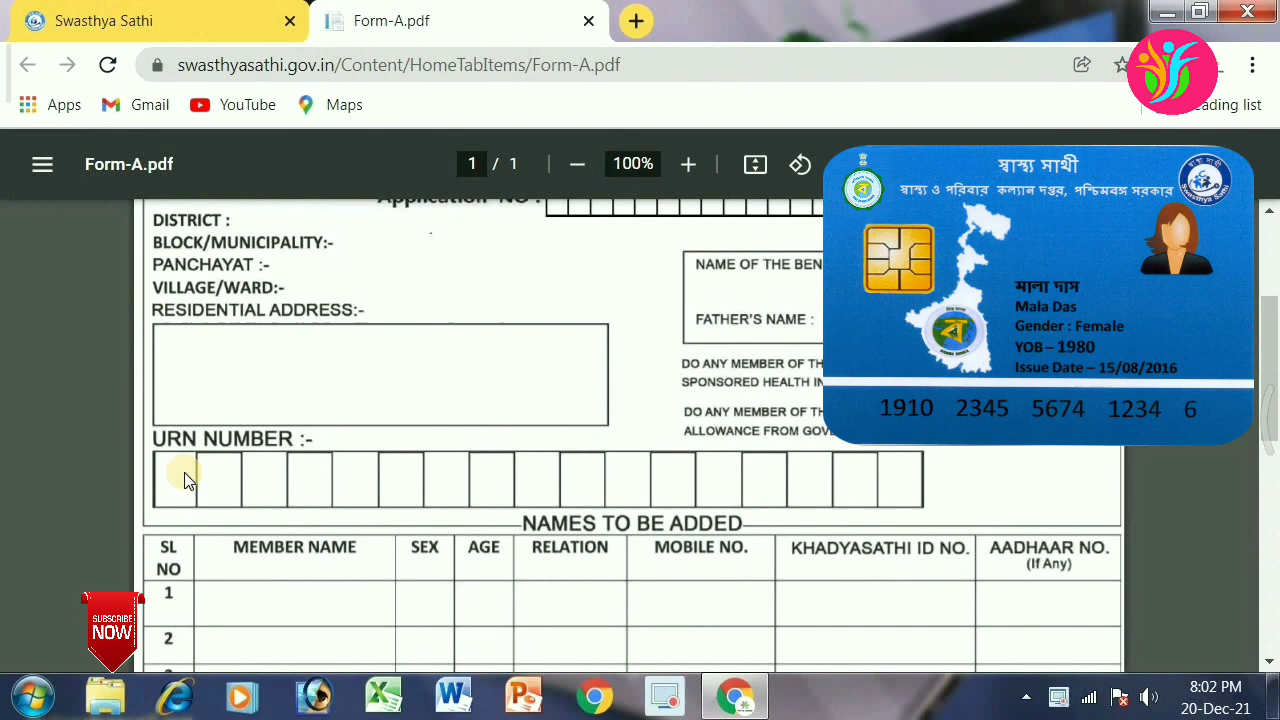 Swasthya Sathi
Form-A.pdf
swasthyasathi.gov.in/Content/HomeTabItems/Form-A.pdf
Apps
Gmail
YouTube
Maps
Form-A.pdf
1 / 1
100%
Application NO :
DISTRICT :
BLOCK/MUNICIPALITY:-
PANCHAYAT :-
VILLAGE/WARD:-
RESIDENTIAL ADDRESS:-
NAME OF THE BEN
FATHER'S NAME :
DO ANY MEMBER OF TH
SPONSORED HEALTH IN
DO ANY MEMBER OF TH
ALLOWANCE FROM
স্বাস্থ্য সাথী
স্বাস্থ্য ও পরিবার কল্যান দপ্তর, পশ্চিমবঙ্গ সরকার
Swasthya Sathi
ব
মালা দাস
Mala Das
Gender : Female
YOB – 1980
Issue Date – 15/08/2016
1910 2345 5674 1234 6
URN NUMBER :-
NAMES TO BE ADDED
SL NO MEMBER NAME SEX AGE RELATION MOBILE NO. KHADYASATHI ID NO. AADHAAR NO.
(If Any)
1
2
SUBSCRIBE
NOW
8:02 PM
20-Dec-21